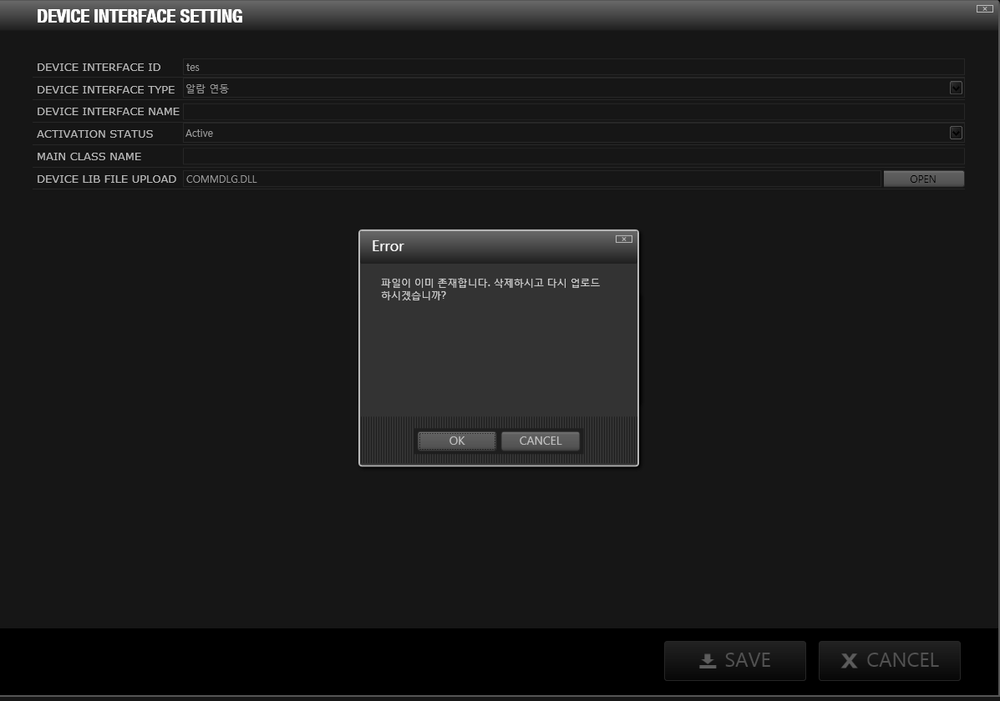 DEVICE INTERFACE SETTING
DEVICE INTERFACE ID tes
DEVICE INTERFACE TYPE 알람 연동
DEVICE INTERFACE NAME
ACTIVATION STATUS Active
MAIN CLASS NAME
DEVICE LIB FILE UPLOAD COMMDLG.DLL OPEN
Error
파일이 이미 존재합니다. 삭제하시고 다시 업로드
하시겠습니까?
OK CANCEL
SAVE CANCEL